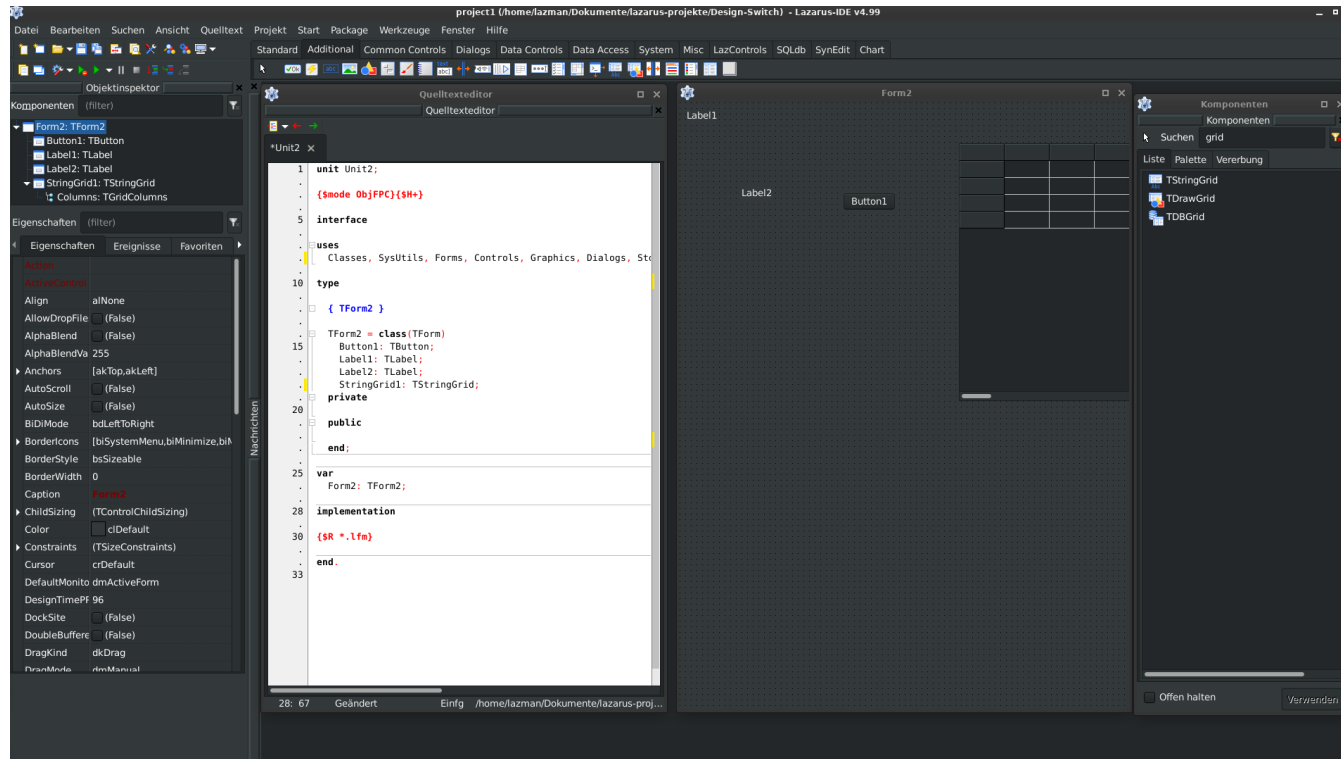 project1 (/home/lazman/Dokumente/lazarus-projekte/Design-Switch) - Lazarus-IDE v4.99
Datei Bearbeiten Suchen Ansicht Quelltext Projekt Start Package Werkzeuge Fenster Hilfe
Standard Additional Common Controls Dialogs Data Controls Data Access System Misc LazControls SQLdb SynEdit Chart
Objektinspektor
Komponenten (filter)
Form2: TForm2
Button1: TButton
Label1: TLabel
Label2: TLabel
StringGrid1: TStringGrid
Columns: TGridColumns
Eigenschaften (filter)
Eigenschaften Ereignisse Favoriten
Action
ActiveControl
Align alNone
AllowDropFile (False)
AlphaBlend (False)
AlphaBlendVa 255
Anchors [akTop,akLeft]
AutoScroll (False)
AutoSize (False)
BiDiMode bdLeftToRight
BorderIcons [biSystemMenu,biMinimize,biM
BorderStyle bsSizeable
BorderWidth 0
Caption Form2
ChildSizing (TControlChildSizing)
Color clDefault
Constraints (TSizeConstraints)
Cursor crDefault
DefaultMonito dmActiveForm
DesignTimePF 96
DockSite (False)
DoubleBuffere (False)
DragKind dkDrag
DragMode dmManual
Nachrichten
Quelltexteditor
Quelltexteditor
*Unit2
1 unit Unit2;
.
. {$mode ObjFPC}{$H+}
.
5 interface
.
. uses
. Classes, SysUtils, Forms, Controls, Graphics, Dialogs, Std
.
10 type
.
. { TForm2 }
.
. TForm2 = class(TForm)
15 Button1: TButton;
. Label1: TLabel;
. Label2: TLabel;
. StringGrid1: TStringGrid;
. private
20
. public
.
. end;
.
25 var
. Form2: TForm2;
.
28 implementation
.
30 {$R *.lfm}
.
. end.
33
28: 67 Geändert Einfg /home/lazman/Dokumente/lazarus-proj...
Form2
Label1
Label2
Button1
Komponenten
Komponenten
Suchen grid
Liste Palette Vererbung
TStringGrid
TDrawGrid
TDBGrid
Offen halten Verwenden